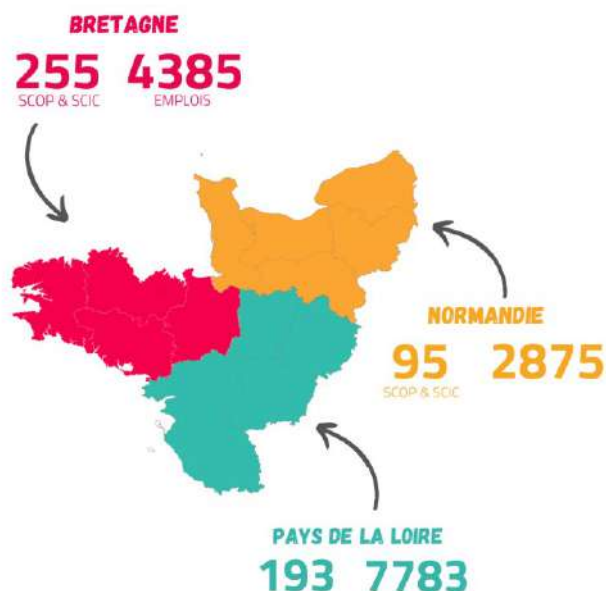 BRETAGNE
255 4385
SCOP & SCIC EMPLOIS
NORMANDIE
95 2875
SCOP & SCIC
PAYS DE LA LOIRE
193 7783